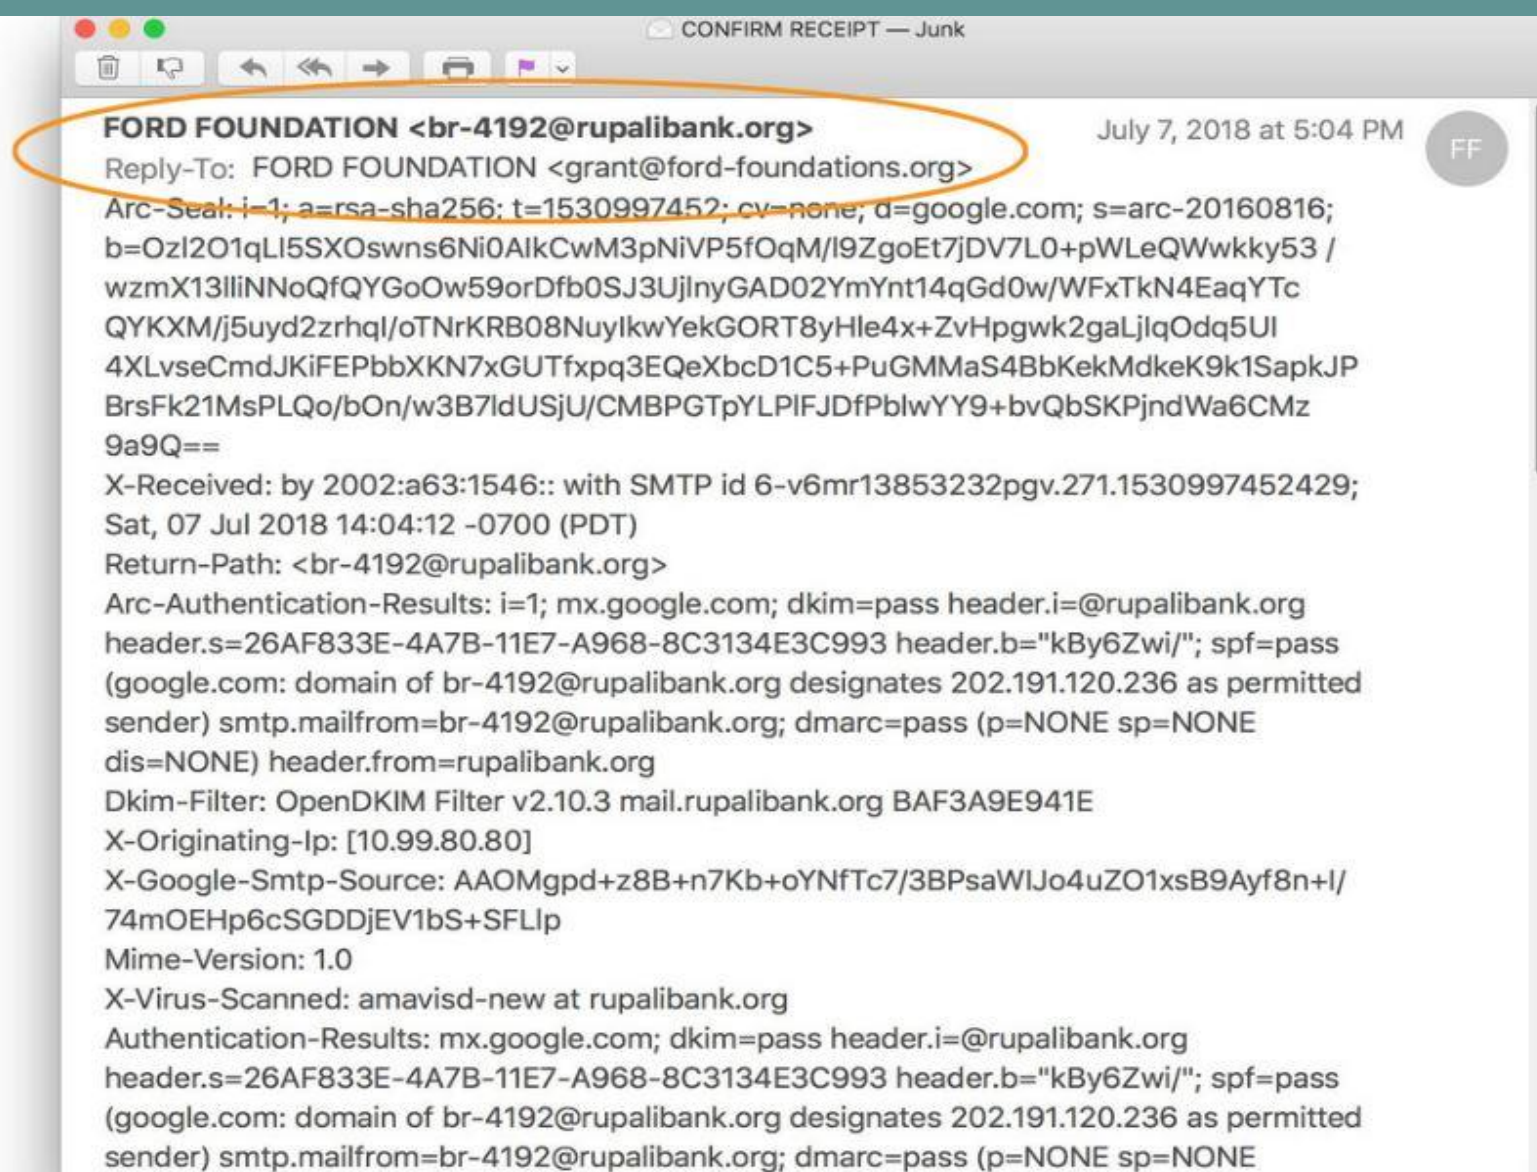 CONFIRM RECEIPT — Junk
FORD FOUNDATION <br-4192@rupalibank.org>
July 7, 2018 at 5:04 PM
FF
Reply-To: FORD FOUNDATION <grant@ford-foundations.org>
Arc-Seal: i=1; a=rsa-sha256; t=1530997452; cv=none; d=google.com; s=arc-20160816;
b=Ozl2O1qLI5SXOswns6Ni0AIkCwM3pNiVP5fOqM/l9ZgoEt7jDV7L0+pWLeQWwkky53 /
wzmX13lliNNoQfQYGoOw59orDfb0SJ3UjlnyGAD02YmYnt14qGd0w/WFxTkN4EaqYTc
QYKXM/j5uyd2zrhqI/oTNrKRB08NuyIkwYekGORT8yHle4x+ZvHpgwk2gaLjlqOdq5UI
4XLvseCmdJKiFEPbbXKN7xGUTfxpq3EQeXbcD1C5+PuGMMaS4BbKekMdkeK9k1SapkJP
BrsFk21MsPLQo/bOn/w3B7ldUSjU/CMBPGTpYLPlFJDfPblwYY9+bvQbSKPjndWa6CMz
9a9Q==
X-Received: by 2002:a63:1546:: with SMTP id 6-v6mr13853232pgv.271.1530997452429;
Sat, 07 Jul 2018 14:04:12 -0700 (PDT)
Return-Path: <br-4192@rupalibank.org>
Arc-Authentication-Results: i=1; mx.google.com; dkim=pass header.i=@rupalibank.org
header.s=26AF833E-4A7B-11E7-A968-8C3134E3C993 header.b="kBy6Zwi/"; spf=pass
(google.com: domain of br-4192@rupalibank.org designates 202.191.120.236 as permitted
sender) smtp.mailfrom=br-4192@rupalibank.org; dmarc=pass (p=NONE sp=NONE
dis=NONE) header.from=rupalibank.org
Dkim-Filter: OpenDKIM Filter v2.10.3 mail.rupalibank.org BAF3A9E941E
X-Originating-Ip: [10.99.80.80]
X-Google-Smtp-Source: AAOMgpd+z8B+n7Kb+oYNfTc7/3BPsaWlJo4uZO1xsB9Ayf8n+I/
74mOEHp6cSGDDjEV1bS+SFLlp
Mime-Version: 1.0
X-Virus-Scanned: amavisd-new at rupalibank.org
Authentication-Results: mx.google.com; dkim=pass header.i=@rupalibank.org
header.s=26AF833E-4A7B-11E7-A968-8C3134E3C993 header.b="kBy6Zwi/"; spf=pass
(google.com: domain of br-4192@rupalibank.org designates 202.191.120.236 as permitted
sender) smtp.mailfrom=br-4192@rupalibank.org; dmarc=pass (p=NONE sp=NONE